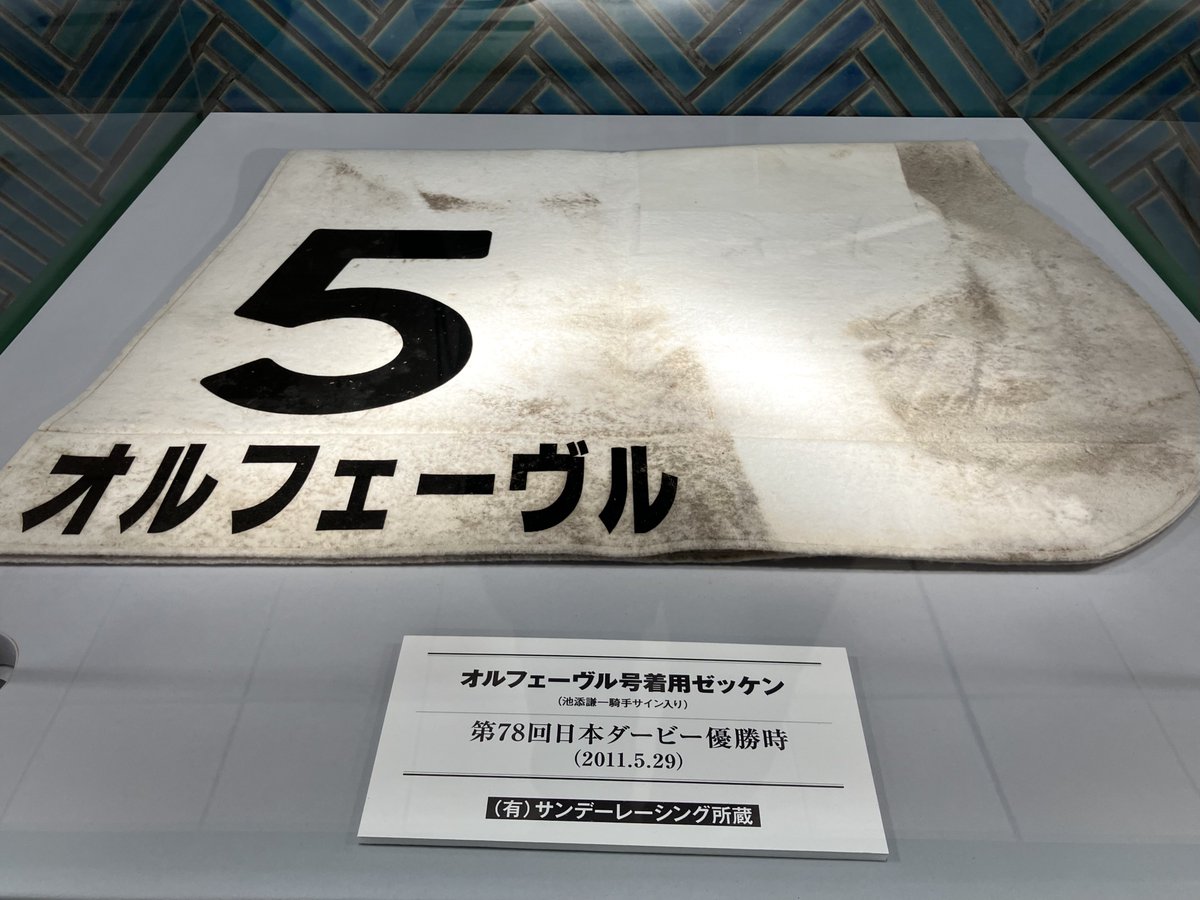 5
オルフェーヴル
オルフェーヴル号着用ゼッケン
（池添謙一騎手サイン入り）
第78回日本ダービー優勝時
（2011.5.29）
（有）サンデーレーシング所蔵